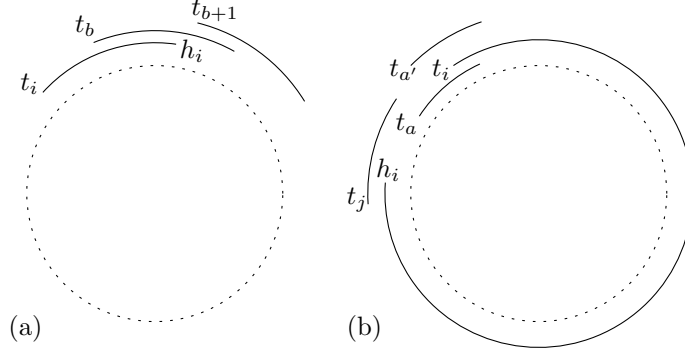 t_{b+1}
t_b
h_i
t_i
t_{a'}
t_i
t_a
h_i
t_j
(a)
(b)